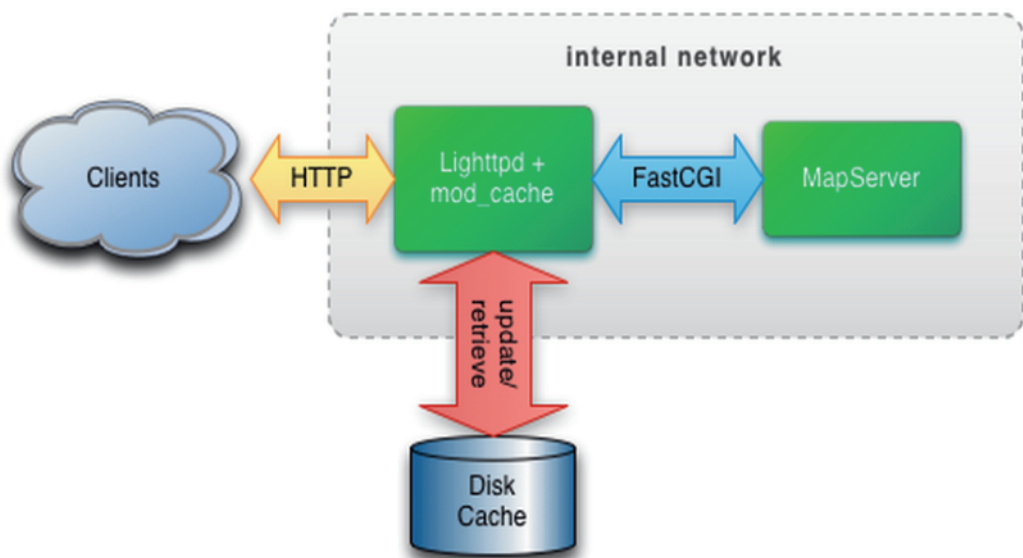 internal network
Clients
HTTP
Lighttpd +
mod_cache
FastCGI
MapServer
update/
retrieve
Disk
Cache